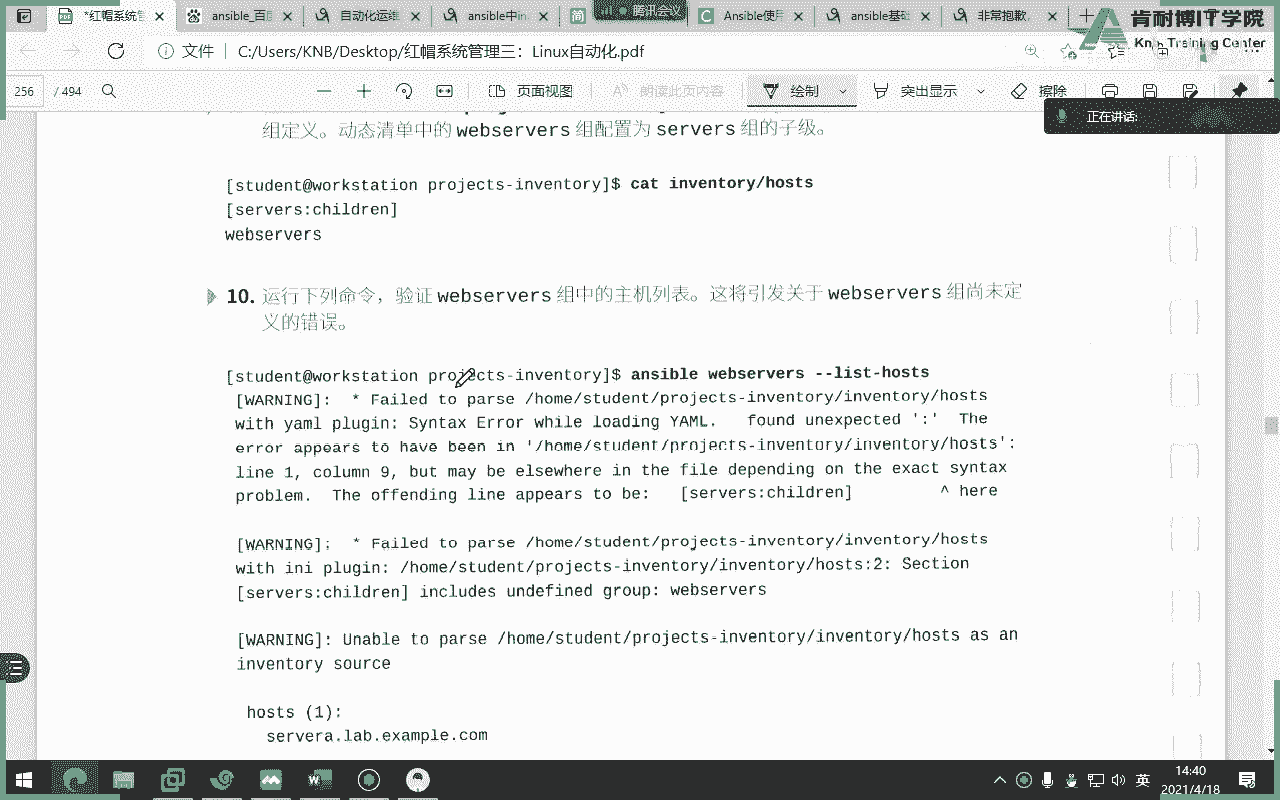 *红帽系统管
ansible_百度
自动化运维
ansible中in
简
腾讯会议
Ansible使用
ansible基础
非常抱歉，
肯耐博IT学院
KnB Training Center
文件
C:/Users/KNB/Desktop/红帽系统管理三：Linux自动化.pdf
256 / 494
页面视图
朗读此页内容
绘制
突出显示
擦除
正在讲话:
组定义。动态清单中的 webservers 组配置为 servers 组的子级。
[student@workstation projects-inventory]$ cat inventory/hosts
[servers:children]
webservers
10. 运行下列命令，验证 webservers 组中的主机列表。这将引发关于 webservers 组尚未定
义的错误。
[student@workstation projects-inventory]$ ansible webservers --list-hosts
[WARNING]:  * Failed to parse /home/student/projects-inventory/inventory/hosts
with yaml plugin: Syntax Error while loading YAML.   found unexpected ':'  The
error appears to have been in '/home/student/projects-inventory/inventory/hosts':
line 1, column 9, but may be elsewhere in the file depending on the exact syntax
problem.  The offending line appears to be:   [servers:children]         ^ here
[WARNING]:  * Failed to parse /home/student/projects-inventory/inventory/hosts
with ini plugin: /home/student/projects-inventory/inventory/hosts:2: Section
[servers:children] includes undefined group: webservers
[WARNING]: Unable to parse /home/student/projects-inventory/inventory/hosts as an
inventory source
hosts (1):
servera.lab.example.com
英
14:40
2021/4/18